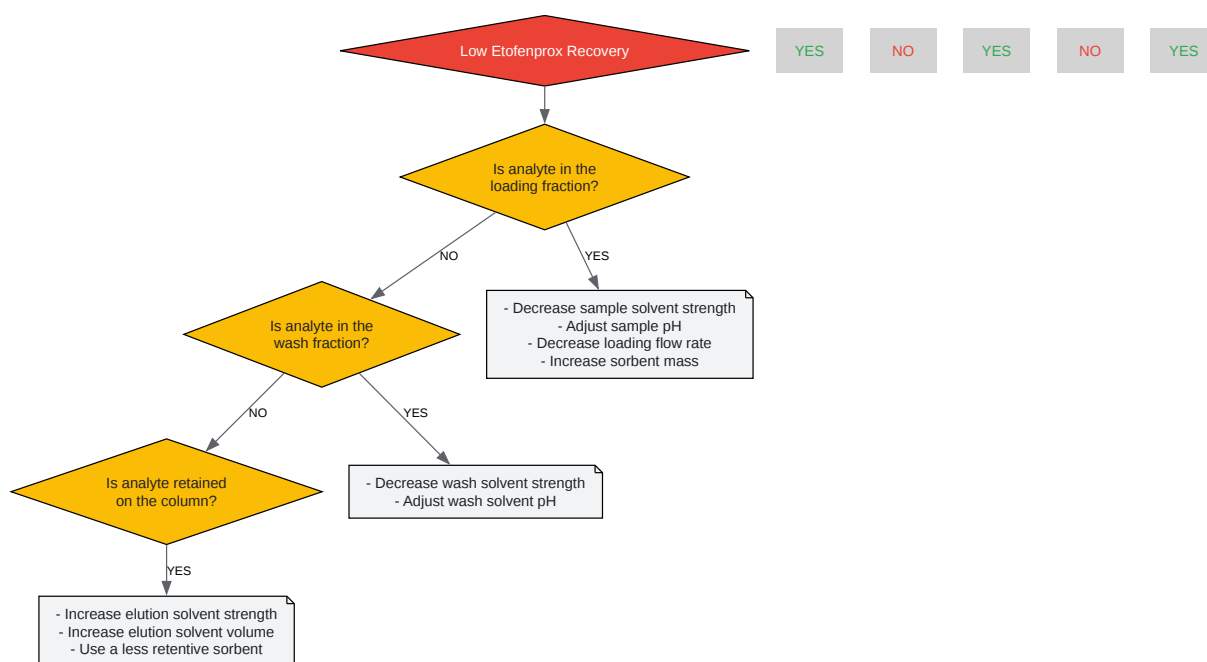 Low Etofenprox Recovery
YES
NO
YES
NO
YES
Is analyte in the
loading fraction?
NO
YES
Is analyte in the
wash fraction?
- Decrease sample solvent strength
- Adjust sample pH
- Decrease loading flow rate
- Increase sorbent mass
NO
YES
Is analyte retained
on the column?
- Decrease wash solvent strength
- Adjust wash solvent pH
YES
- Increase elution solvent strength
- Increase elution solvent volume
- Use a less retentive sorbent